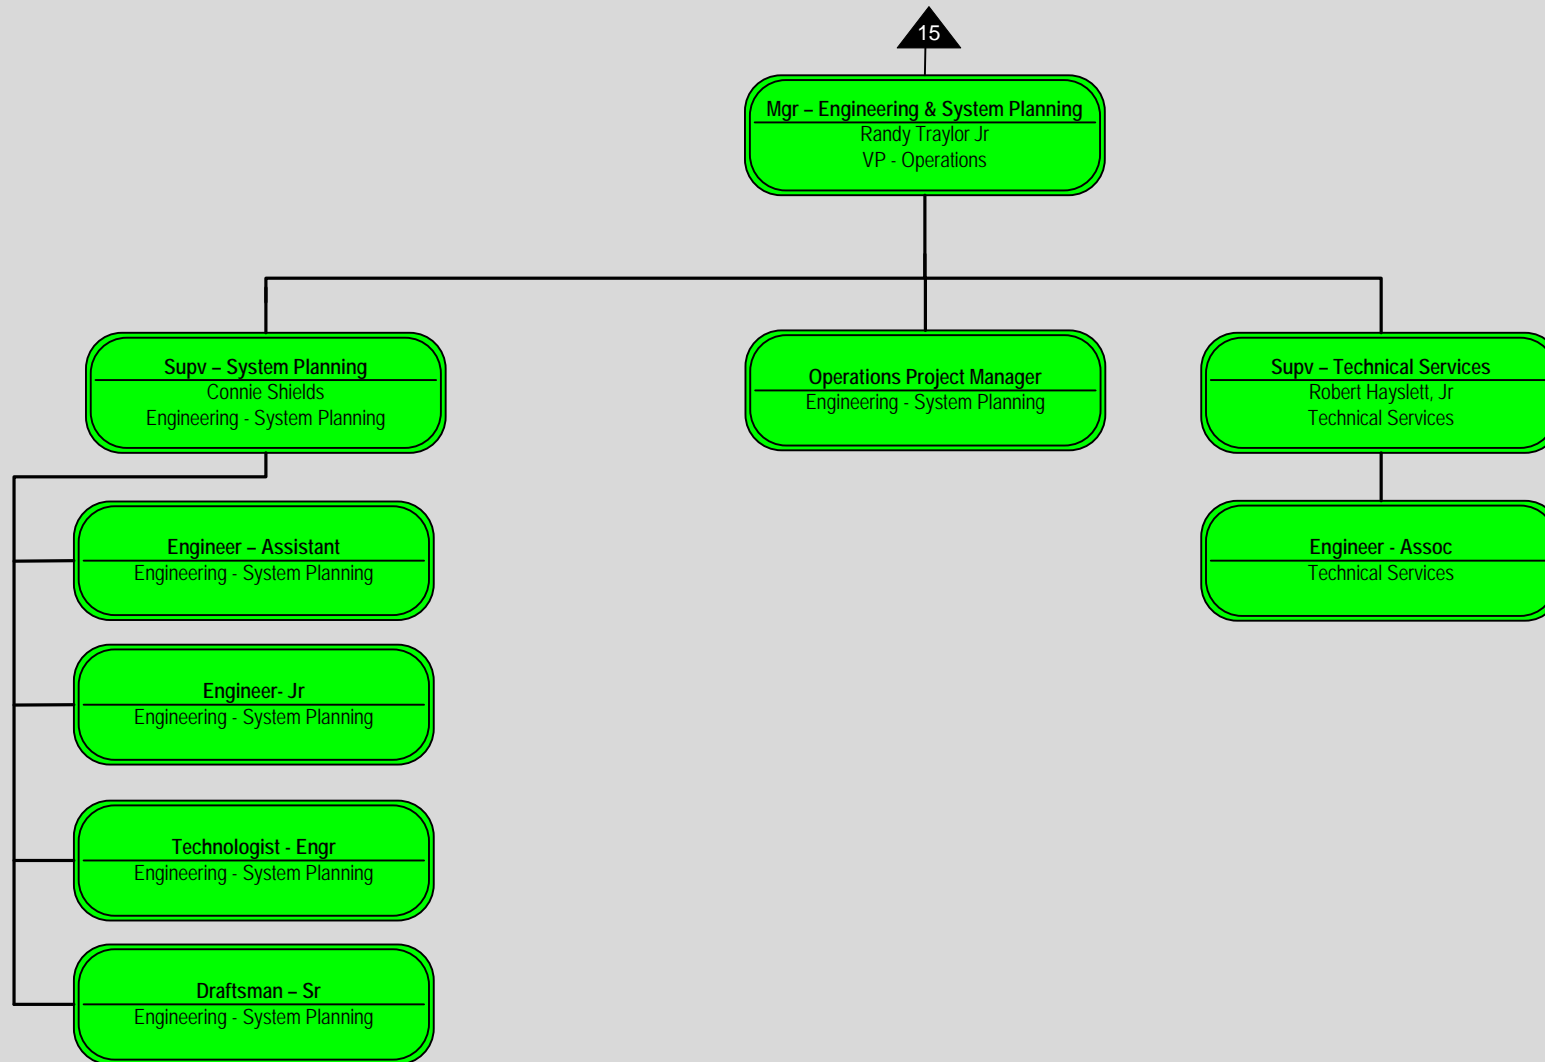 15
Mgr – Engineering & System Planning
Randy Traylor Jr
VP - Operations
Supv – System Planning
Connie Shields
Engineering - System Planning
Operations Project Manager
Engineering - System Planning
Supv – Technical Services
Robert Hayslett, Jr
Technical Services
Engineer – Assistant
Engineering - System Planning
Engineer - Assoc
Technical Services
Engineer- Jr
Engineering - System Planning
Technologist - Engr
Engineering - System Planning
Draftsman – Sr
Engineering - System Planning